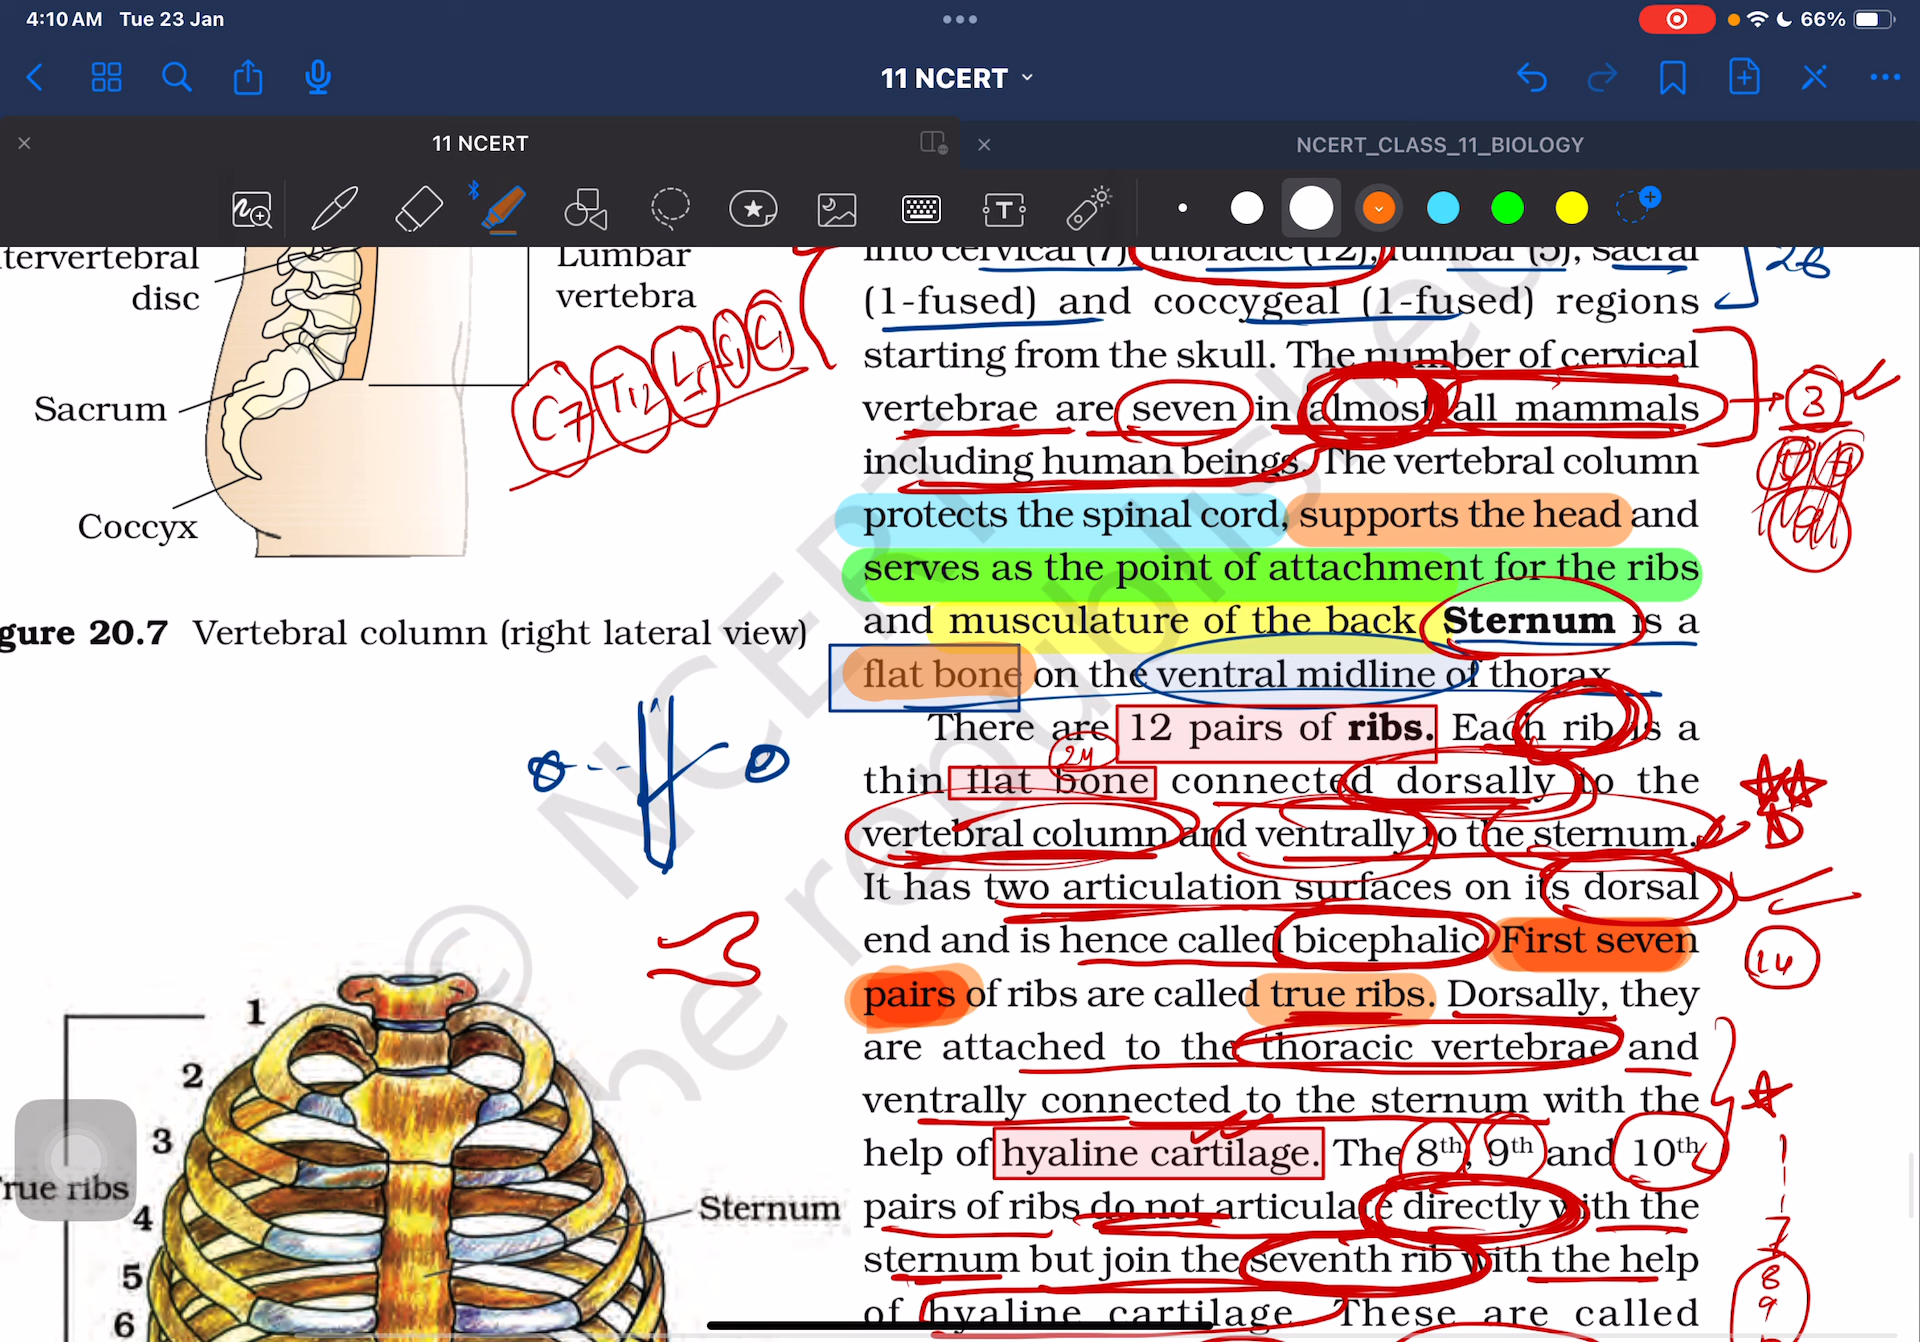 4:10 AM Tue 23 Jan
66%
11 NCERT
11 NCERT
NCERT_CLASS_11_BIOLOGY
tervertebral
disc
Lumbar
vertebra
Sacrum
Coccyx
C7 T12 L5 S1 C1
gure 20.7 Vertebral column (right lateral view)
into cervical (7), thoracic (12), lumbar (5), sacral
26
(1-fused) and coccygeal (1-fused) regions
starting from the skull. The number of cervical
vertebrae are seven in almost all mammals
3
including human beings. The vertebral column
protects the spinal cord, supports the head and
serves as the point of attachment for the ribs
and musculature of the back. Sternum is a
flat bone on the ventral midline of thorax.
There are 12 pairs of ribs. Each rib is a
24
thin flat bone connected dorsally to the
vertebral column and ventrally to the sternum.
It has two articulation surfaces on its dorsal
end and is hence called bicephalic. First seven
14
pairs of ribs are called true ribs. Dorsally, they
are attached to the thoracic vertebrae and
ventrally connected to the sternum with the
help of hyaline cartilage. The 8th, 9th and 10th
pairs of ribs do not articulate directly with the
sternum but join the seventh rib with the help
of hyaline cartilage. These are called
1
7
8
9
1
2
3
rue ribs
4
5
6
Sternum
© NCERT
he republished